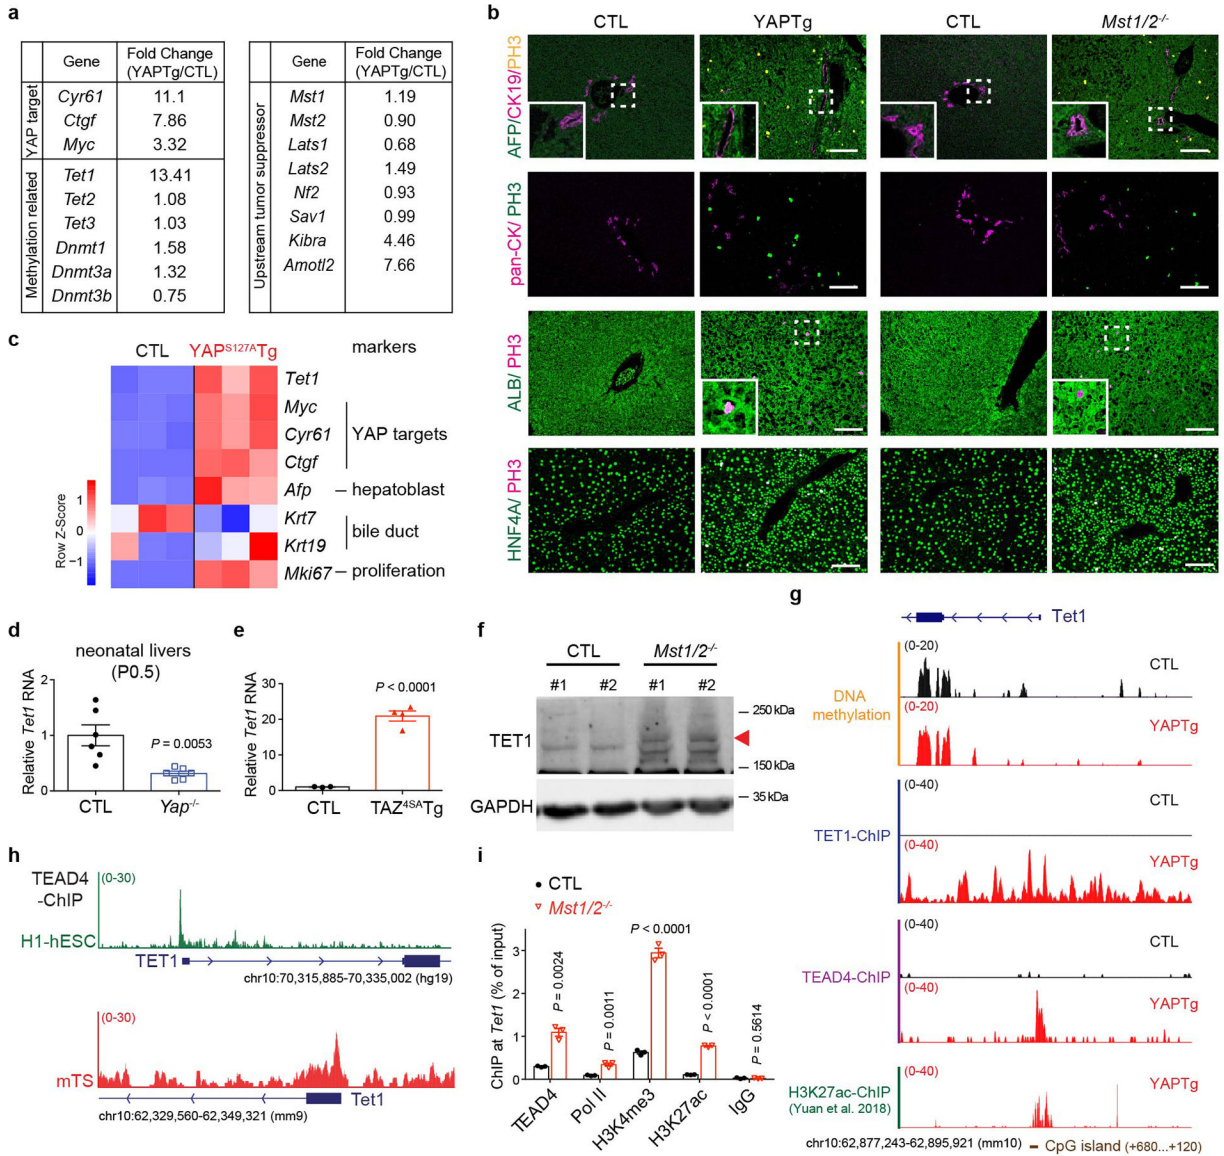 a
Gene
Fold Change
(YAPTg/CTL)
YAP target
Cyr61 11.1
Ctgf 7.86
Myc 3.32
Methylation related
Tet1 13.41
Tet2 1.08
Tet3 1.03
Dnmt1 1.58
Dnmt3a 1.32
Dnmt3b 0.75
Gene
Fold Change
(YAPTg/CTL)
Upstream tumor suppressor
Mst1 1.19
Mst2 0.90
Lats1 0.68
Lats2 1.49
Nf2 0.93
Sav1 0.99
Kibra 4.46
Amotl2 7.66
b
CTL YAPTg CTL Mst1/2-/-
AFP/CK19/PH3
pan-CK/ PH3
ALB/ PH3
HNF4A/ PH3
c
CTL YAPS127ATg markers
Tet1
Myc
Cyr61
Ctgf
YAP targets
Afp
hepatoblast
Krt7
Krt19
bile duct
Mki67
proliferation
Row Z-Score
1
0
−1
d
neonatal livers
(P0.5)
Relative Tet1 RNA
2
1
0
P = 0.0053
CTL Yap-/-
e
Relative Tet1 RNA
30
20
10
0
P < 0.0001
CTL TAZ4SATg
f
CTL Mst1/2-/-
#1 #2 #1 #2
TET1
250 kDa
150 kDa
GAPDH
35 kDa
g
Tet1
DNA
methylation
(0-20)
CTL
(0-20)
YAPTg
TET1-ChIP
(0-40)
CTL
(0-40)
YAPTg
TEAD4-ChIP
(0-40)
CTL
(0-40)
YAPTg
H3K27ac-ChIP
(Yuan et al. 2018)
(0-40)
YAPTg
chr10:62,877,243-62,895,921 (mm10)
CpG island (+680...+120)
h
TEAD4
-ChIP
(0-30)
H1-hESC
TET1
chr10:70,315,885-70,335,002 (hg19)
(0-30)
mTS
Tet1
chr10:62,329,560-62,349,321 (mm9)
i
CTL
Mst1/2-/-
ChIP at Tet1 (% of input)
3
2
1
0
P = 0.0024
P = 0.0011
P < 0.0001
P < 0.0001
P = 0.5614
TEAD4
Pol II
H3K4me3
H3K27ac
IgG